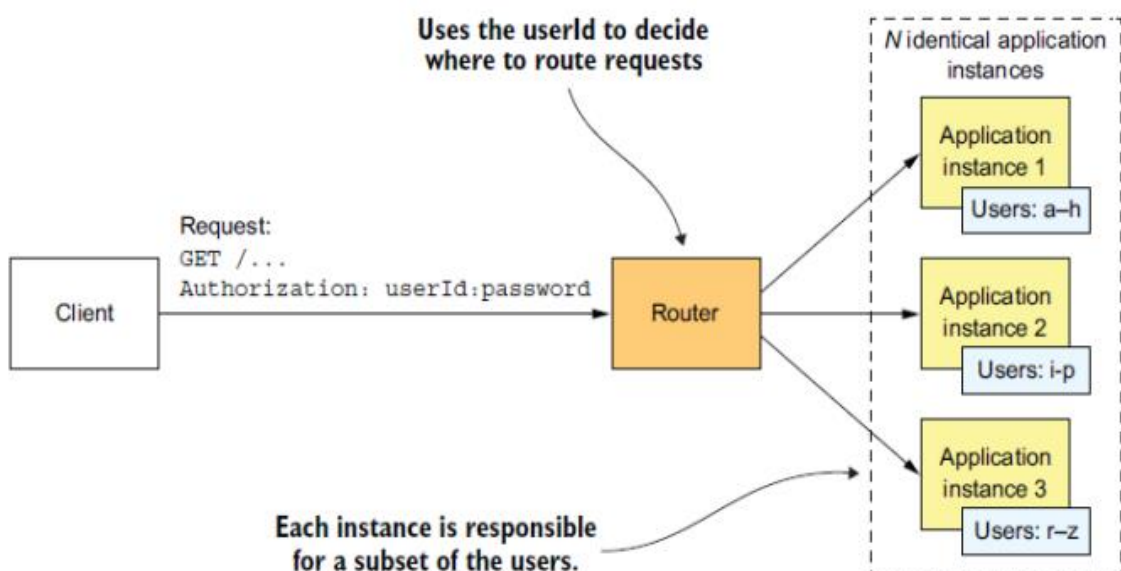 Uses the userId to decide
where to route requests
N identical application
instances
Application
instance 1
Users: a–h
Request:
GET /...
Authorization: userId:password
Client
Router
Application
instance 2
Users: i-p
Application
instance 3
Users: r–z
Each instance is responsible
for a subset of the users.